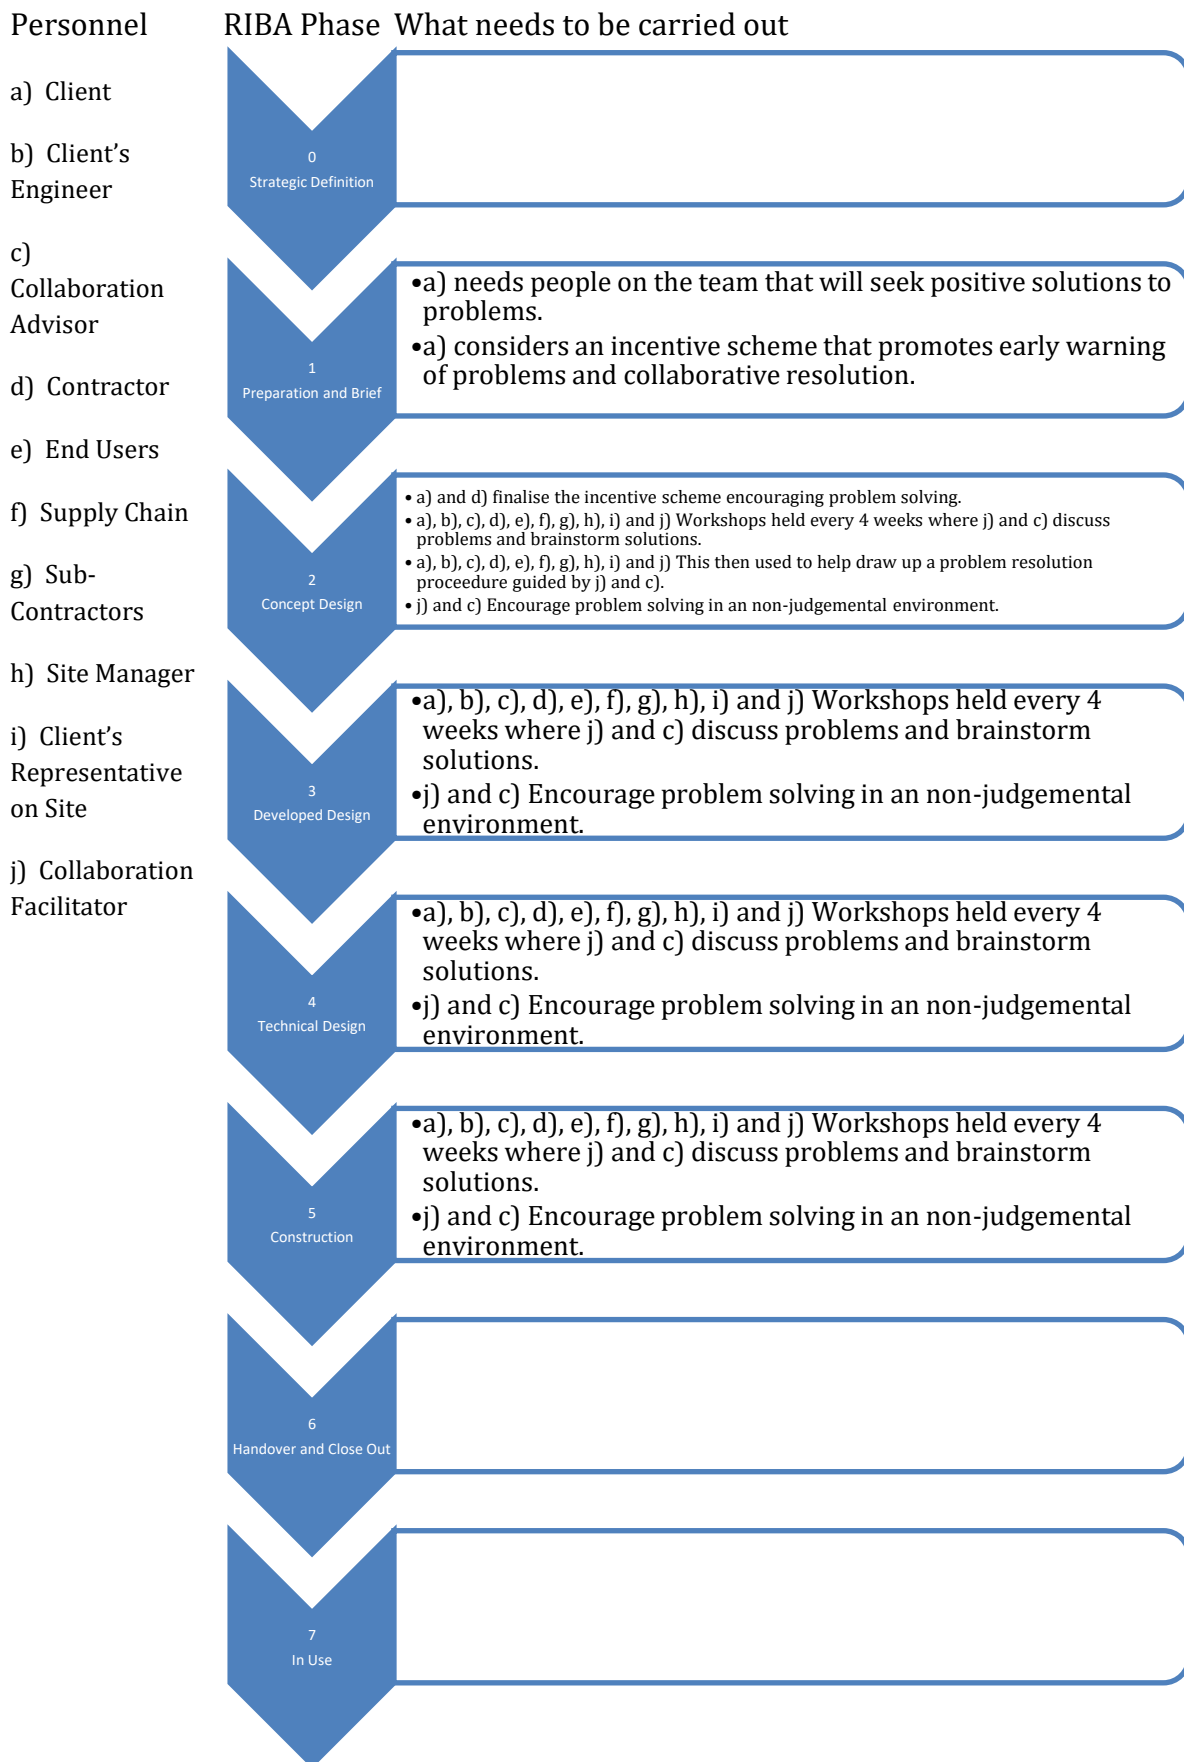 Personnel
RIBA Phase
What needs to be carried out
a) Client
b) Client’s
Engineer
c)
Collaboration
Advisor
d) Contractor
e) End Users
f) Supply Chain
g) Sub-
Contractors
h) Site Manager
i) Client’s
Representative
on Site
j) Collaboration
Facilitator
0
Strategic Definition
1
Preparation and Brief
•a) needs people on the team that will seek positive solutions to
problems.
•a) considers an incentive scheme that promotes early warning
of problems and collaborative resolution.
2
Concept Design
• a) and d) finalise the incentive scheme encouraging problem solving.
• a), b), c), d), e), f), g), h), i) and j) Workshops held every 4 weeks where j) and c) discuss
problems and brainstorm solutions.
• a), b), c), d), e), f), g), h), i) and j) This then used to help draw up a problem resolution
proceedure guided by j) and c).
• j) and c) Encourage problem solving in an non-judgemental environment.
3
Developed Design
•a), b), c), d), e), f), g), h), i) and j) Workshops held every 4
weeks where j) and c) discuss problems and brainstorm
solutions.
•j) and c) Encourage problem solving in an non-judgemental
environment.
4
Technical Design
•a), b), c), d), e), f), g), h), i) and j) Workshops held every 4
weeks where j) and c) discuss problems and brainstorm
solutions.
•j) and c) Encourage problem solving in an non-judgemental
environment.
5
Construction
•a), b), c), d), e), f), g), h), i) and j) Workshops held every 4
weeks where j) and c) discuss problems and brainstorm
solutions.
•j) and c) Encourage problem solving in an non-judgemental
environment.
6
Handover and Close Out
7
In Use